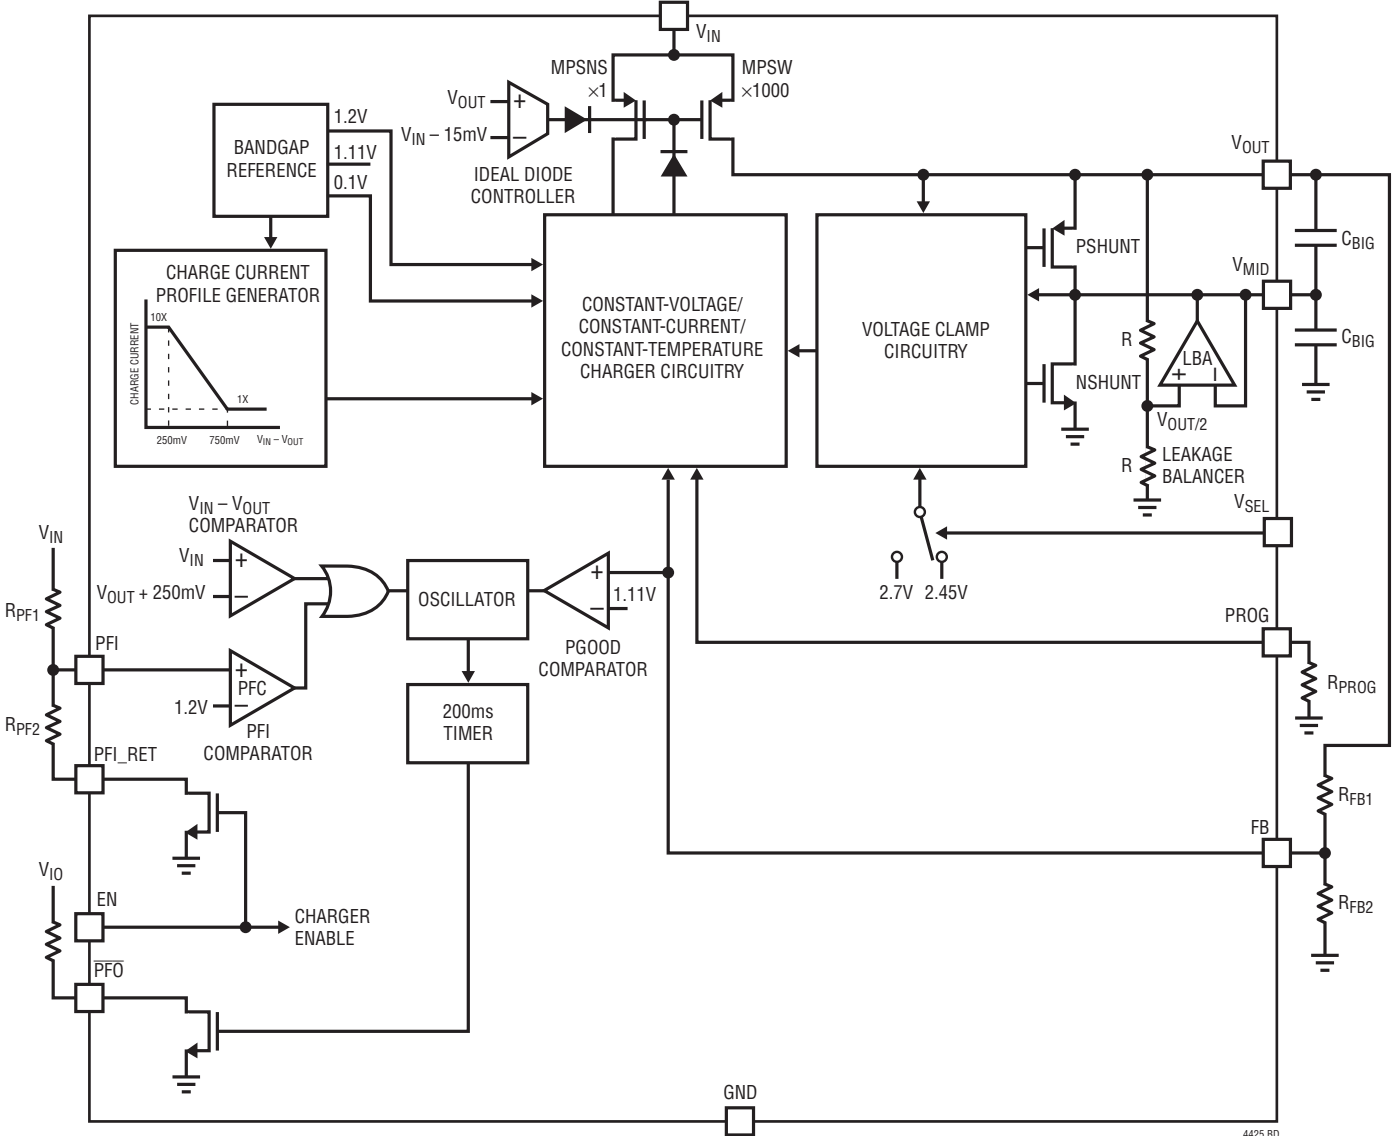 VIN
MPSNS
×1
MPSW
×1000
VOUT
VIN – 15mV
+
–
IDEAL DIODE
CONTROLLER
BANDGAP
REFERENCE
1.2V
1.11V
0.1V
CHARGE CURRENT
PROFILE GENERATOR
CHARGE CURRENT
10X
1X
250mV
750mV
VIN – VOUT
CONSTANT-VOLTAGE/
CONSTANT-CURRENT/
CONSTANT-TEMPERATURE
CHARGER CIRCUITRY
VOLTAGE CLAMP
CIRCUITRY
PSHUNT
NSHUNT
VOUT
CBIG
VMID
CBIG
R
LBA
+
–
VOUT/2
R
LEAKAGE
BALANCER
VSEL
2.7V
2.45V
VIN – VOUT
COMPARATOR
VIN
VOUT + 250mV
+
–
OSCILLATOR
+
–
1.11V
PGOOD
COMPARATOR
200ms
TIMER
VIN
RPF1
PFI
RPF2
+
PFC
–
1.2V
PFI
COMPARATOR
PFI_RET
VIO
EN
CHARGER
ENABLE
PFO
PROG
RPROG
RFB1
FB
RFB2
GND
4425 BD